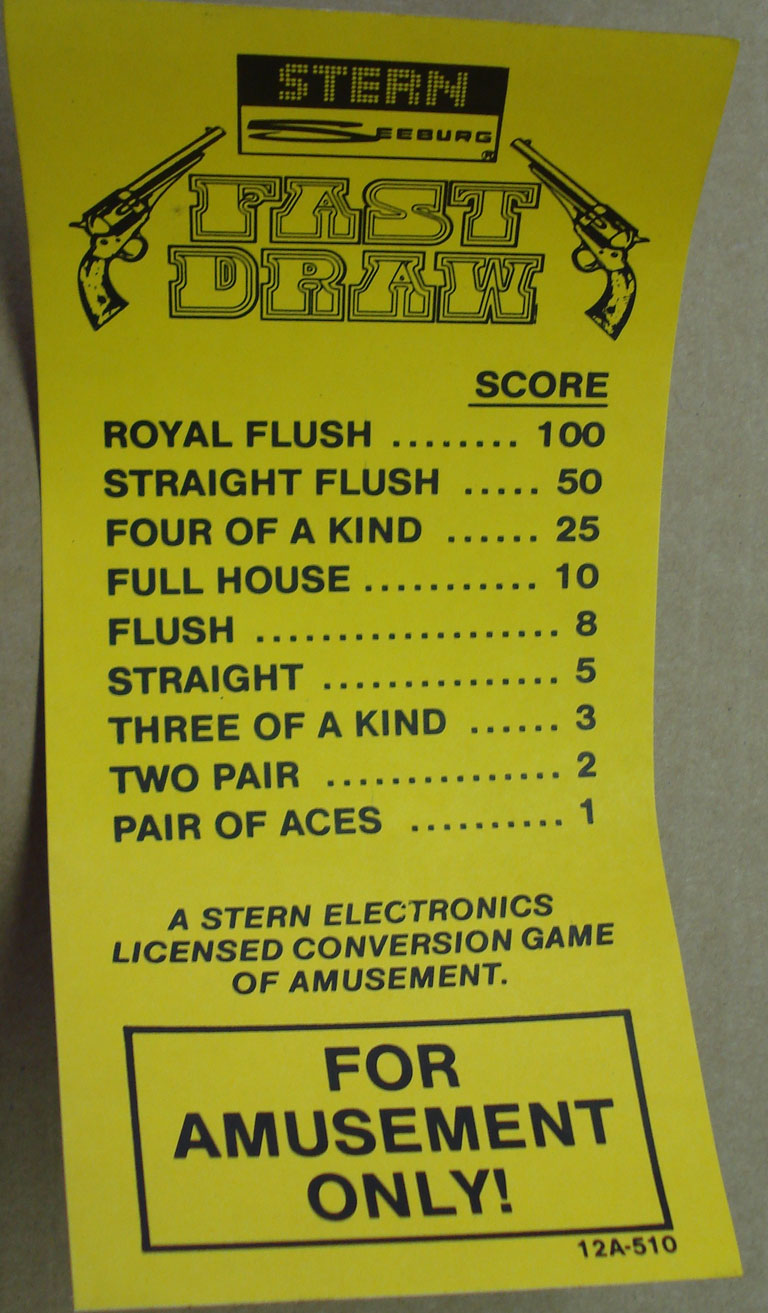 STERN
SEEBURG®
FAST
DRAW
SCORE
ROYAL FLUSH ........ 100
STRAIGHT FLUSH ..... 50
FOUR OF A KIND ...... 25
FULL HOUSE ........... 10
FLUSH ................... 8
STRAIGHT ............... 5
THREE OF A KIND ...... 3
TWO PAIR ............... 2
PAIR OF ACES .......... 1
A STERN ELECTRONICS
LICENSED CONVERSION GAME
OF AMUSEMENT.
FOR
AMUSEMENT
ONLY!
12A-510